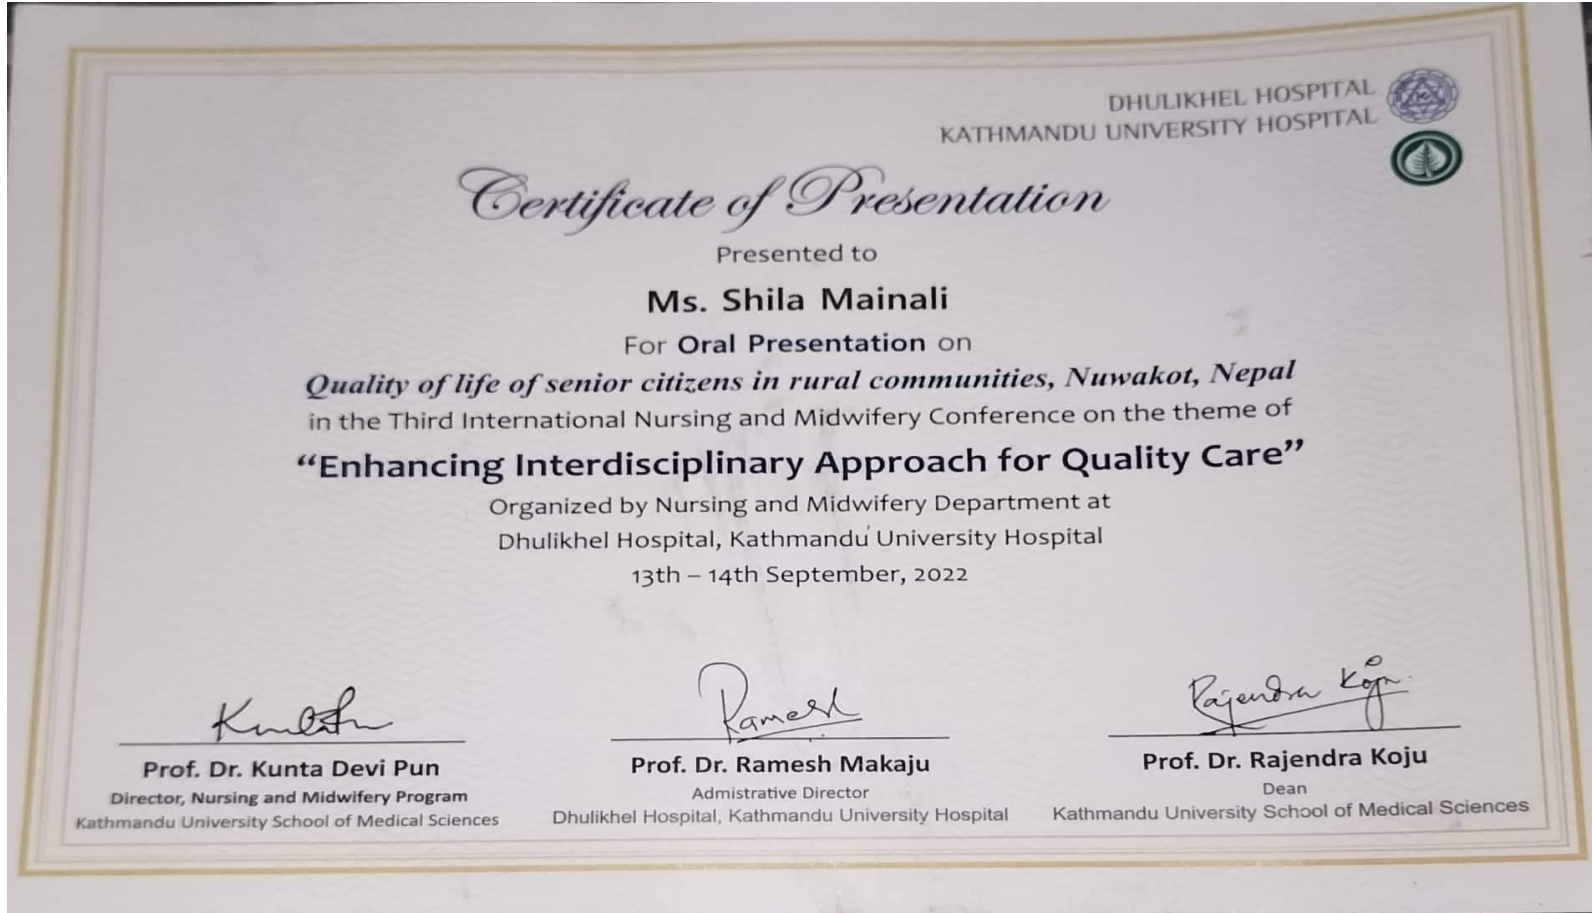 DHULIKHEL HOSPITAL
KATHMANDU UNIVERSITY HOSPITAL
Certificate of Presentation
Presented to
Ms. Shila Mainali
For Oral Presentation on
Quality of life of senior citizens in rural communities, Nuwakot, Nepal
in the Third International Nursing and Midwifery Conference on the theme of
“Enhancing Interdisciplinary Approach for Quality Care”
Organized by Nursing and Midwifery Department at
Dhulikhel Hospital, Kathmandu University Hospital
13th – 14th September, 2022
Ramesh
Rajendra Koju
Prof. Dr. Kunta Devi Pun
Director, Nursing and Midwifery Program
Kathmandu University School of Medical Sciences
Prof. Dr. Ramesh Makaju
Admistrative Director
Dhulikhel Hospital, Kathmandu University Hospital
Prof. Dr. Rajendra Koju
Dean
Kathmandu University School of Medical Sciences